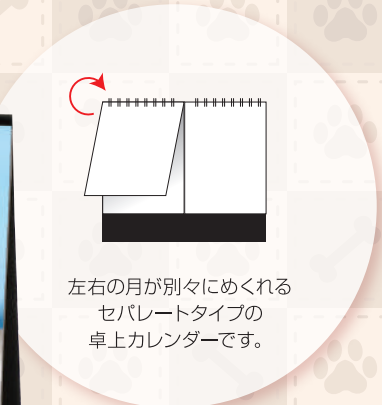 左右の月が別々にめくれる
セパレートタイプの
卓上カレンダーです。